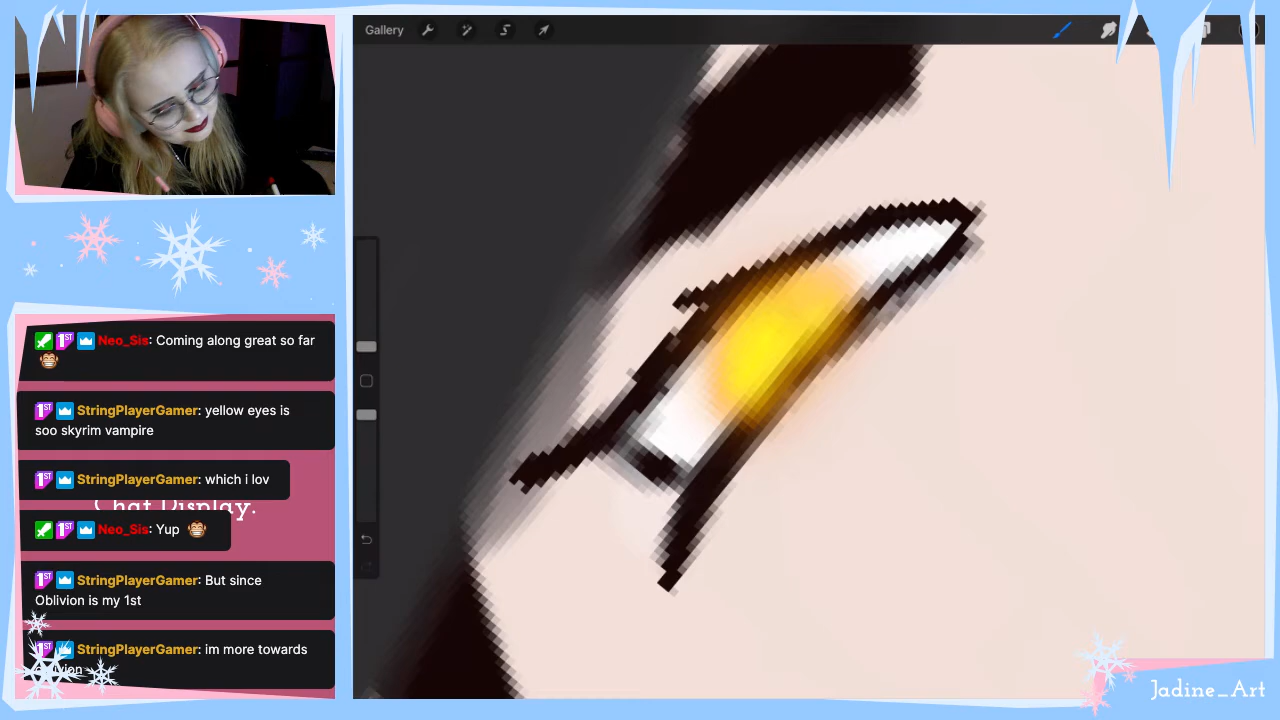 Gallery
Neo_Sis: Coming along great so far
StringPlayerGamer: yellow eyes is
soo skyrim vampire
StringPlayerGamer: which i lov
Chat Display.
Neo_Sis: Yup
StringPlayerGamer: But since
Oblivion is my 1st
StringPlayerGamer: im more towards
oblivion
Jadine_Art